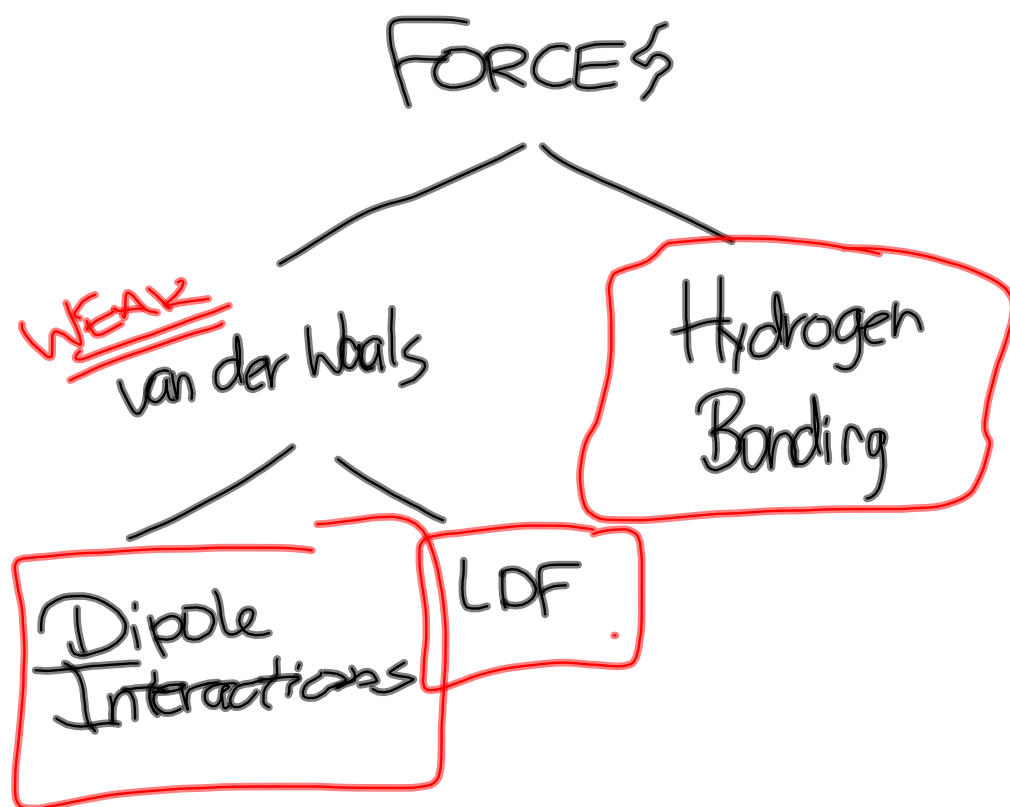 FORCES
WEAK
van der Waals
Hydrogen
Bonding
Dipole
Interactions
LDF